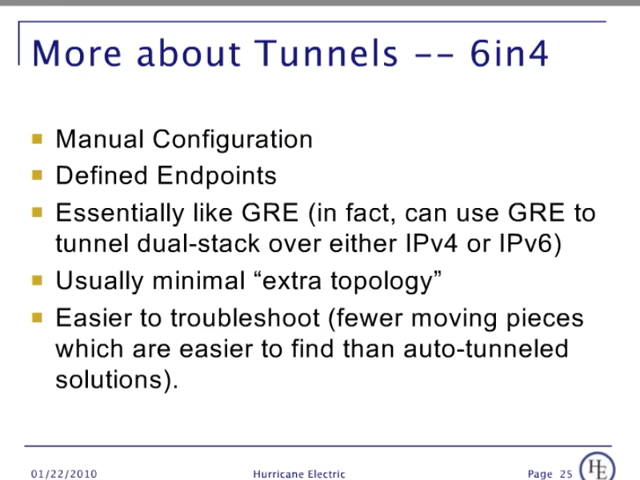 More about Tunnels -- 6in4
Manual Configuration
Defined Endpoints
Essentially like GRE (in fact, can use GRE to
tunnel dual-stack over either IPv4 or IPv6)
Usually minimal “extra topology”
Easier to troubleshoot (fewer moving pieces
which are easier to find than auto-tunneled
solutions).
01/22/2010
Hurricane Electric
Page 25
HE